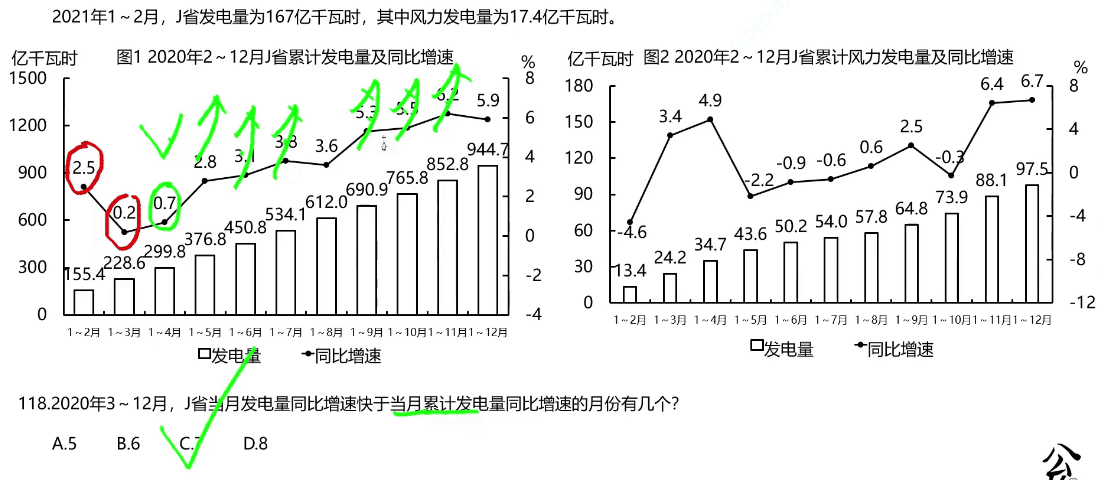 2021年1～2月，J省发电量为167亿千瓦时，其中风力发电量为17.4亿千瓦时。
亿千瓦时 图1 2020年2～12月J省累计发电量及同比增速 %
1500
1200
900
600
300
0
8
6
4
2
0
-2
-4
2.5 0.2 0.7 2.8 3.1 3.8 3.6 5.3 5.5 6.2 5.9
155.4 228.6 299.8 376.8 450.8 534.1 612.0 690.9 765.8 852.8 944.7
1～2月 1～3月 1～4月 1～5月 1～6月 1～7月 1～8月 1～9月 1～10月 1～11月 1～12月
发电量 同比增速
亿千瓦时 图2 2020年2～12月J省累计风力发电量及同比增速 %
180
150
120
90
60
30
0
8
4
0
-4
-8
-12
-4.6 3.4 4.9 -2.2 -0.9 -0.6 0.6 2.5 -0.3 6.4 6.7
13.4 24.2 34.7 43.6 50.2 54.0 57.8 64.8 73.9 88.1 97.5
1～2月 1～3月 1～4月 1～5月 1～6月 1～7月 1～8月 1～9月 1～10月 1～11月 1～12月
发电量 同比增速
118.2020年3～12月，J省当月发电量同比增速快于当月累计发电量同比增速的月份有几个？
A.5 B.6 C.7 D.8
公